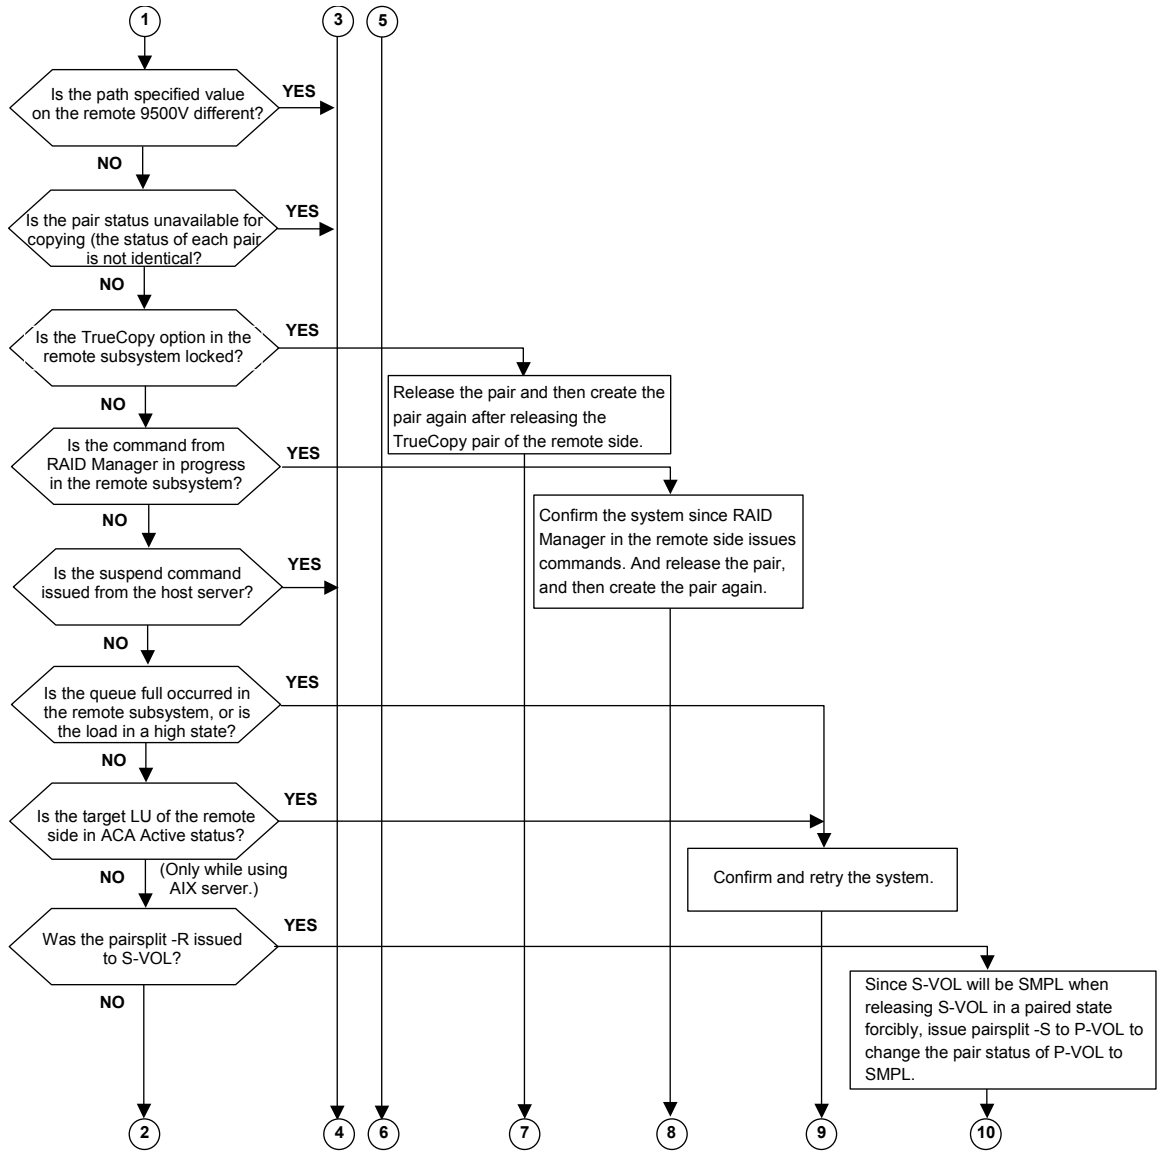 1
3
5
Is the path specified value
on the remote 9500V different?
YES
NO
Is the pair status unavailable for
copying (the status of each pair
is not identical?
YES
NO
Is the TrueCopy option in the
remote subsystem locked?
YES
NO
Release the pair and then create the
pair again after releasing the
TrueCopy pair of the remote side.
Is the command from
RAID Manager in progress
in the remote subsystem?
YES
NO
Confirm the system since RAID
Manager in the remote side issues
commands. And release the pair,
and then create the pair again.
Is the suspend command
issued from the host server?
YES
NO
Is the queue full occurred in
the remote subsystem, or is
the load in a high state?
YES
NO
Is the target LU of the remote
side in ACA Active status?
YES
NO
(Only while using
AIX server.)
Confirm and retry the system.
Was the pairsplit -R issued
to S-VOL?
YES
NO
Since S-VOL will be SMPL when
releasing S-VOL in a paired state
forcibly, issue pairsplit -S to P-VOL to
change the pair status of P-VOL to
SMPL.
2
4
6
7
8
9
10